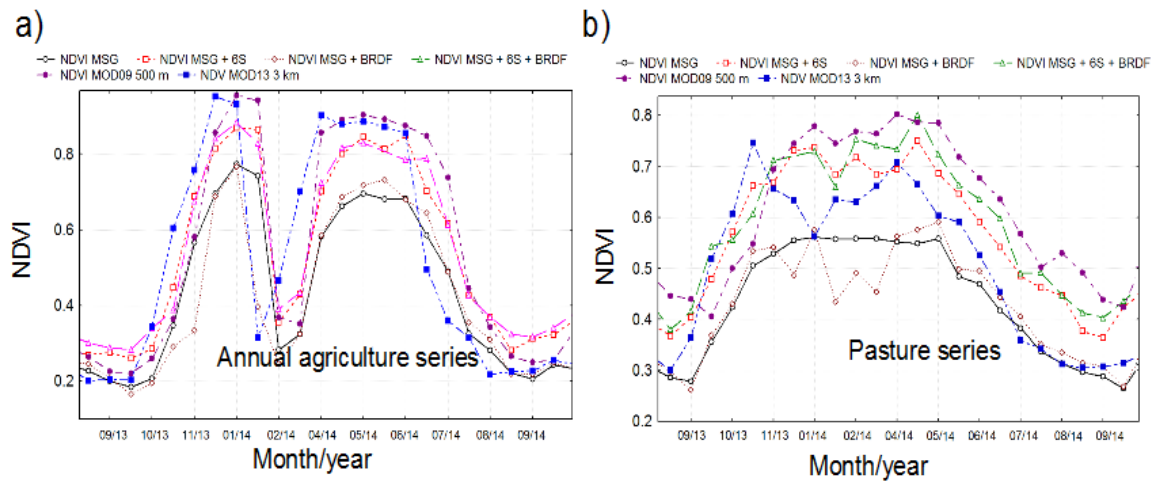 a)
NDVI MSG NDVI MSG + 6S NDVI MSG + BRDF NDVI MSG + 6S + BRDF
NDVI MOD09 500 m NDV MOD13 3 km
NDVI
0.8
0.6
0.4
0.2
Annual agriculture series
09/13 10/13 11/13 01/14 02/14 04/14 05/14 06/14 07/14 08/14 09/14
Month/year
b)
NDVI MSG NDVI MSG + 6S NDVI MSG + BRDF NDVI MSG + 6S + BRDF
NDVI MOD09 500 m NDV MOD13 3 km
NDVI
0.8
0.7
0.6
0.5
0.4
0.3
0.2
Pasture series
09/13 10/13 11/13 01/14 02/14 04/14 05/14 06/14 07/14 08/14 09/14
Month/year